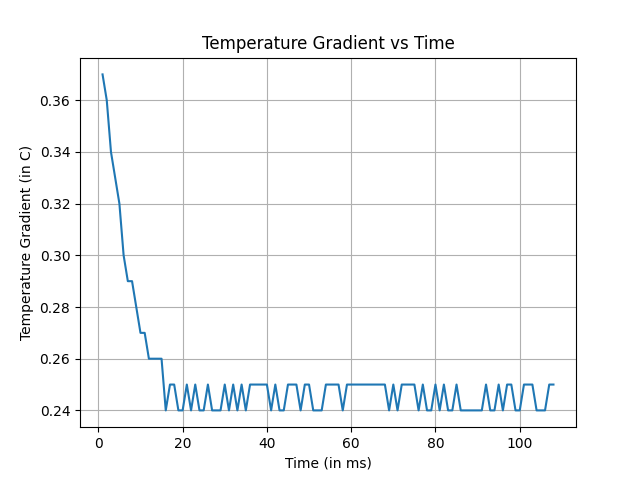 Temperature Gradient vs Time
Temperature Gradient (in C)
0.36
0.34
0.32
0.30
0.28
0.26
0.24
0 20 40 60 80 100
Time (in ms)